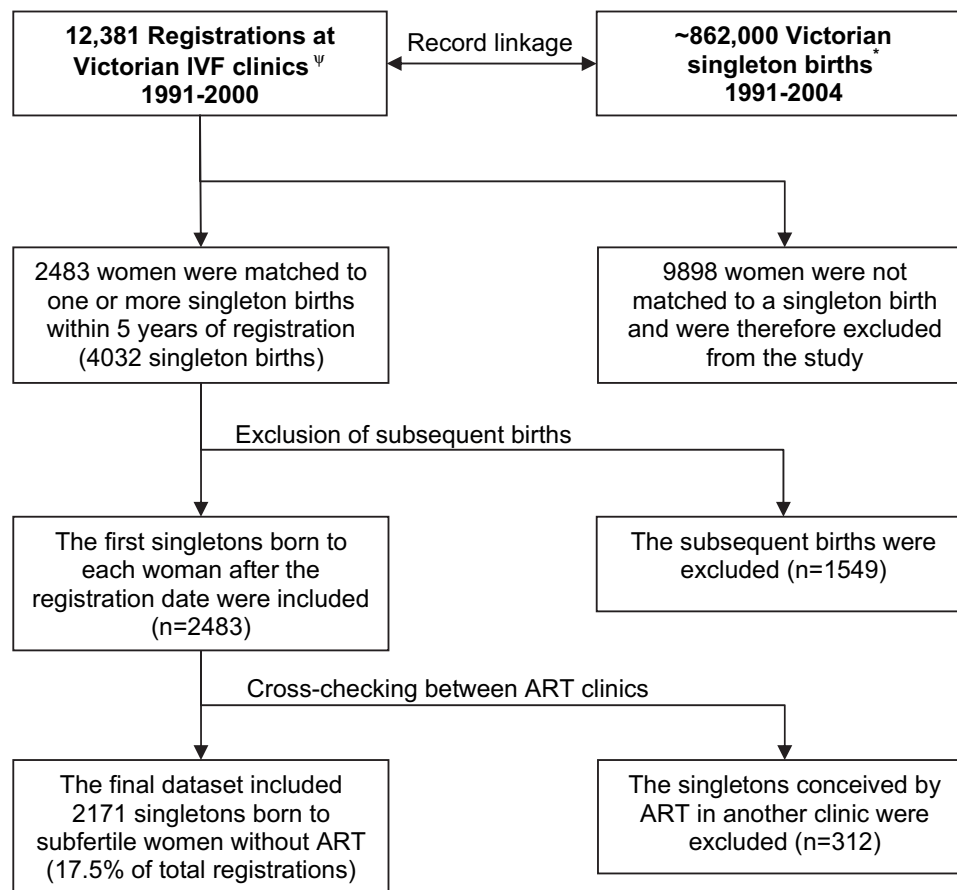 12,381 Registrations at
Victorian IVF clinics ψ
1991-2000
Record linkage
~862,000 Victorian
singleton births*
1991-2004
2483 women were matched to
one or more singleton births
within 5 years of registration
(4032 singleton births)
9898 women were not
matched to a singleton birth
and were therefore excluded
from the study
Exclusion of subsequent births
The first singletons born to
each woman after the
registration date were included
(n=2483)
The subsequent births were
excluded (n=1549)
Cross-checking between ART clinics
The final dataset included
2171 singletons born to
subfertile women without ART
(17.5% of total registrations)
The singletons conceived by
ART in another clinic were
excluded (n=312)